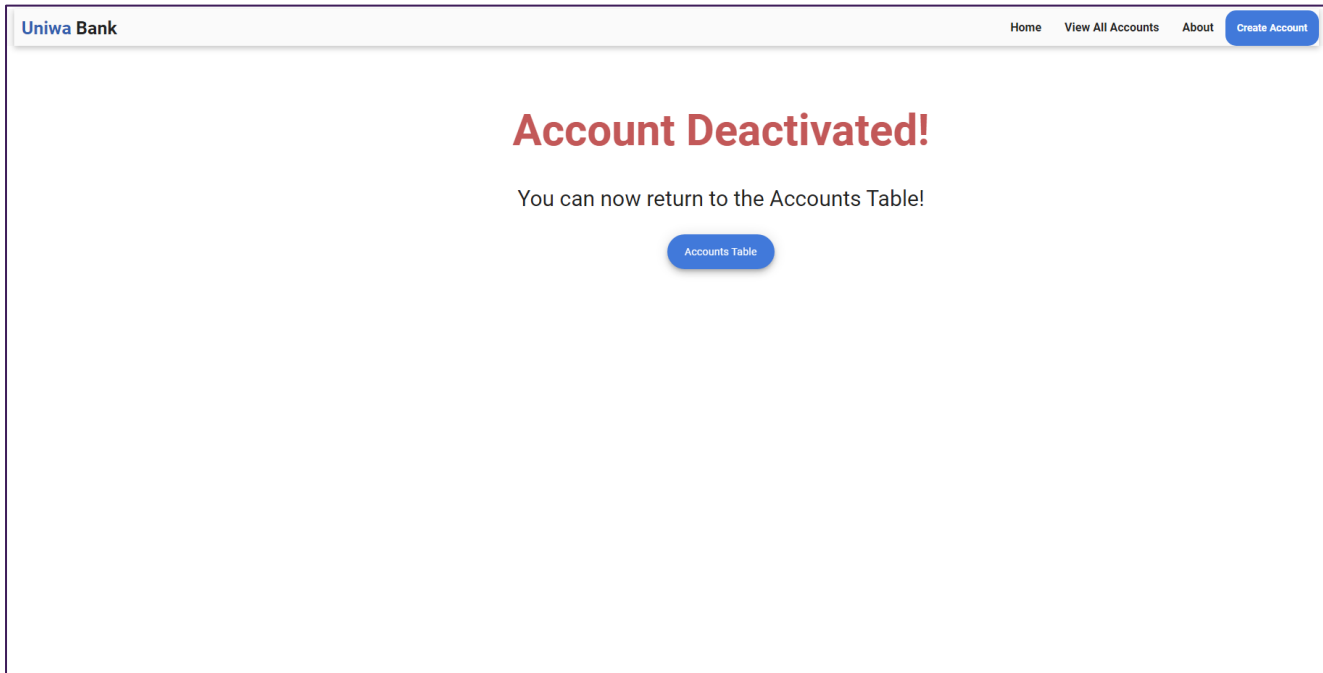 Uniwa Bank
Home View All Accounts About Create Account
Account Deactivated!
You can now return to the Accounts Table!
Accounts Table